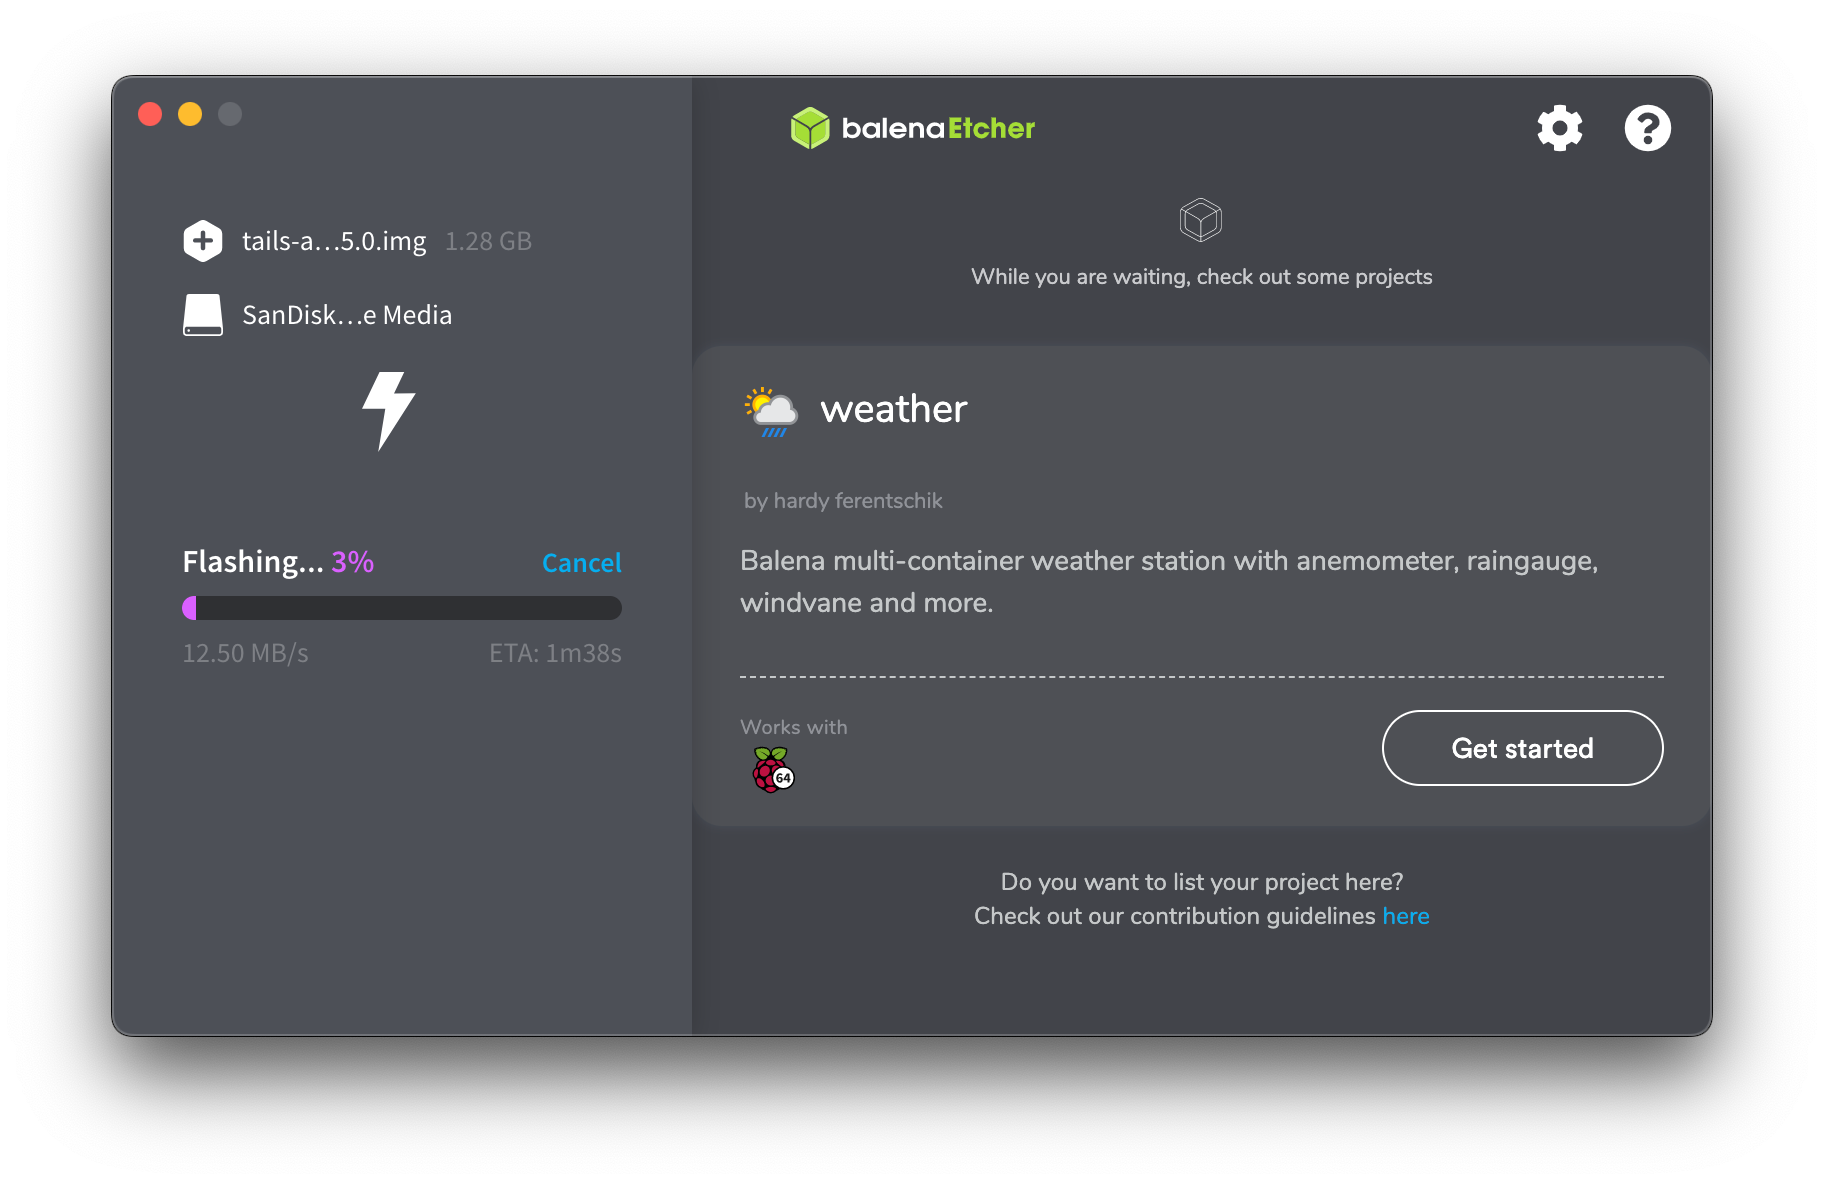 balenaEtcher
tails-a...5.0.img 1.28 GB
SanDisk...e Media
Flashing... 3%
Cancel
12.50 MB/s
ETA: 1m38s
While you are waiting, check out some projects
weather
by hardy ferentschik
Balena multi-container weather station with anemometer, raingauge,
windvane and more.
Works with
64
Get started
Do you want to list your project here?
Check out our contribution guidelines here